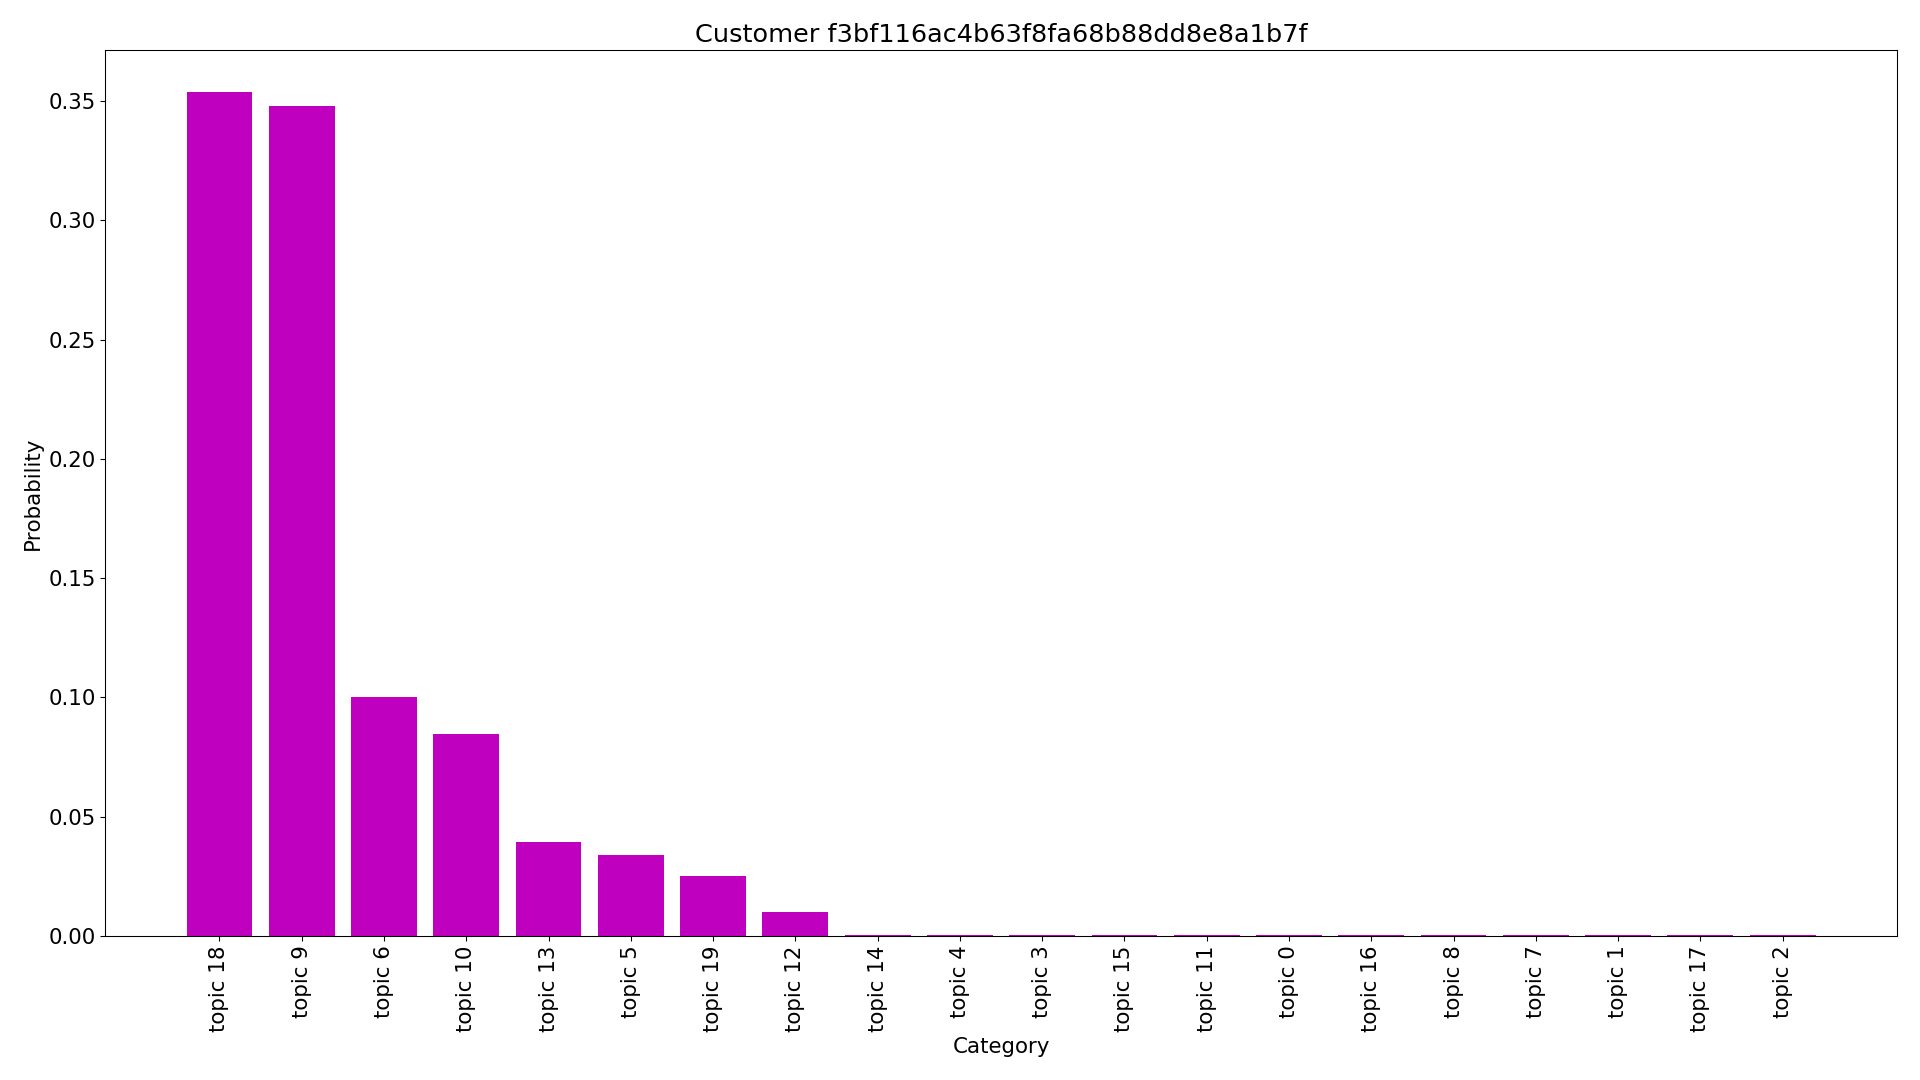 Customer f3bf116ac4b63f8fa68b88dd8e8a1b7f
0.35
0.30
0.25
0.20
0.15
0.10
0.05
0.00
Probability
topic 18
topic 9
topic 6
topic 10
topic 13
topic 5
topic 19
topic 12
topic 14
topic 4
topic 3
topic 15
topic 11
topic 0
topic 16
topic 8
topic 7
topic 1
topic 17
topic 2
Category